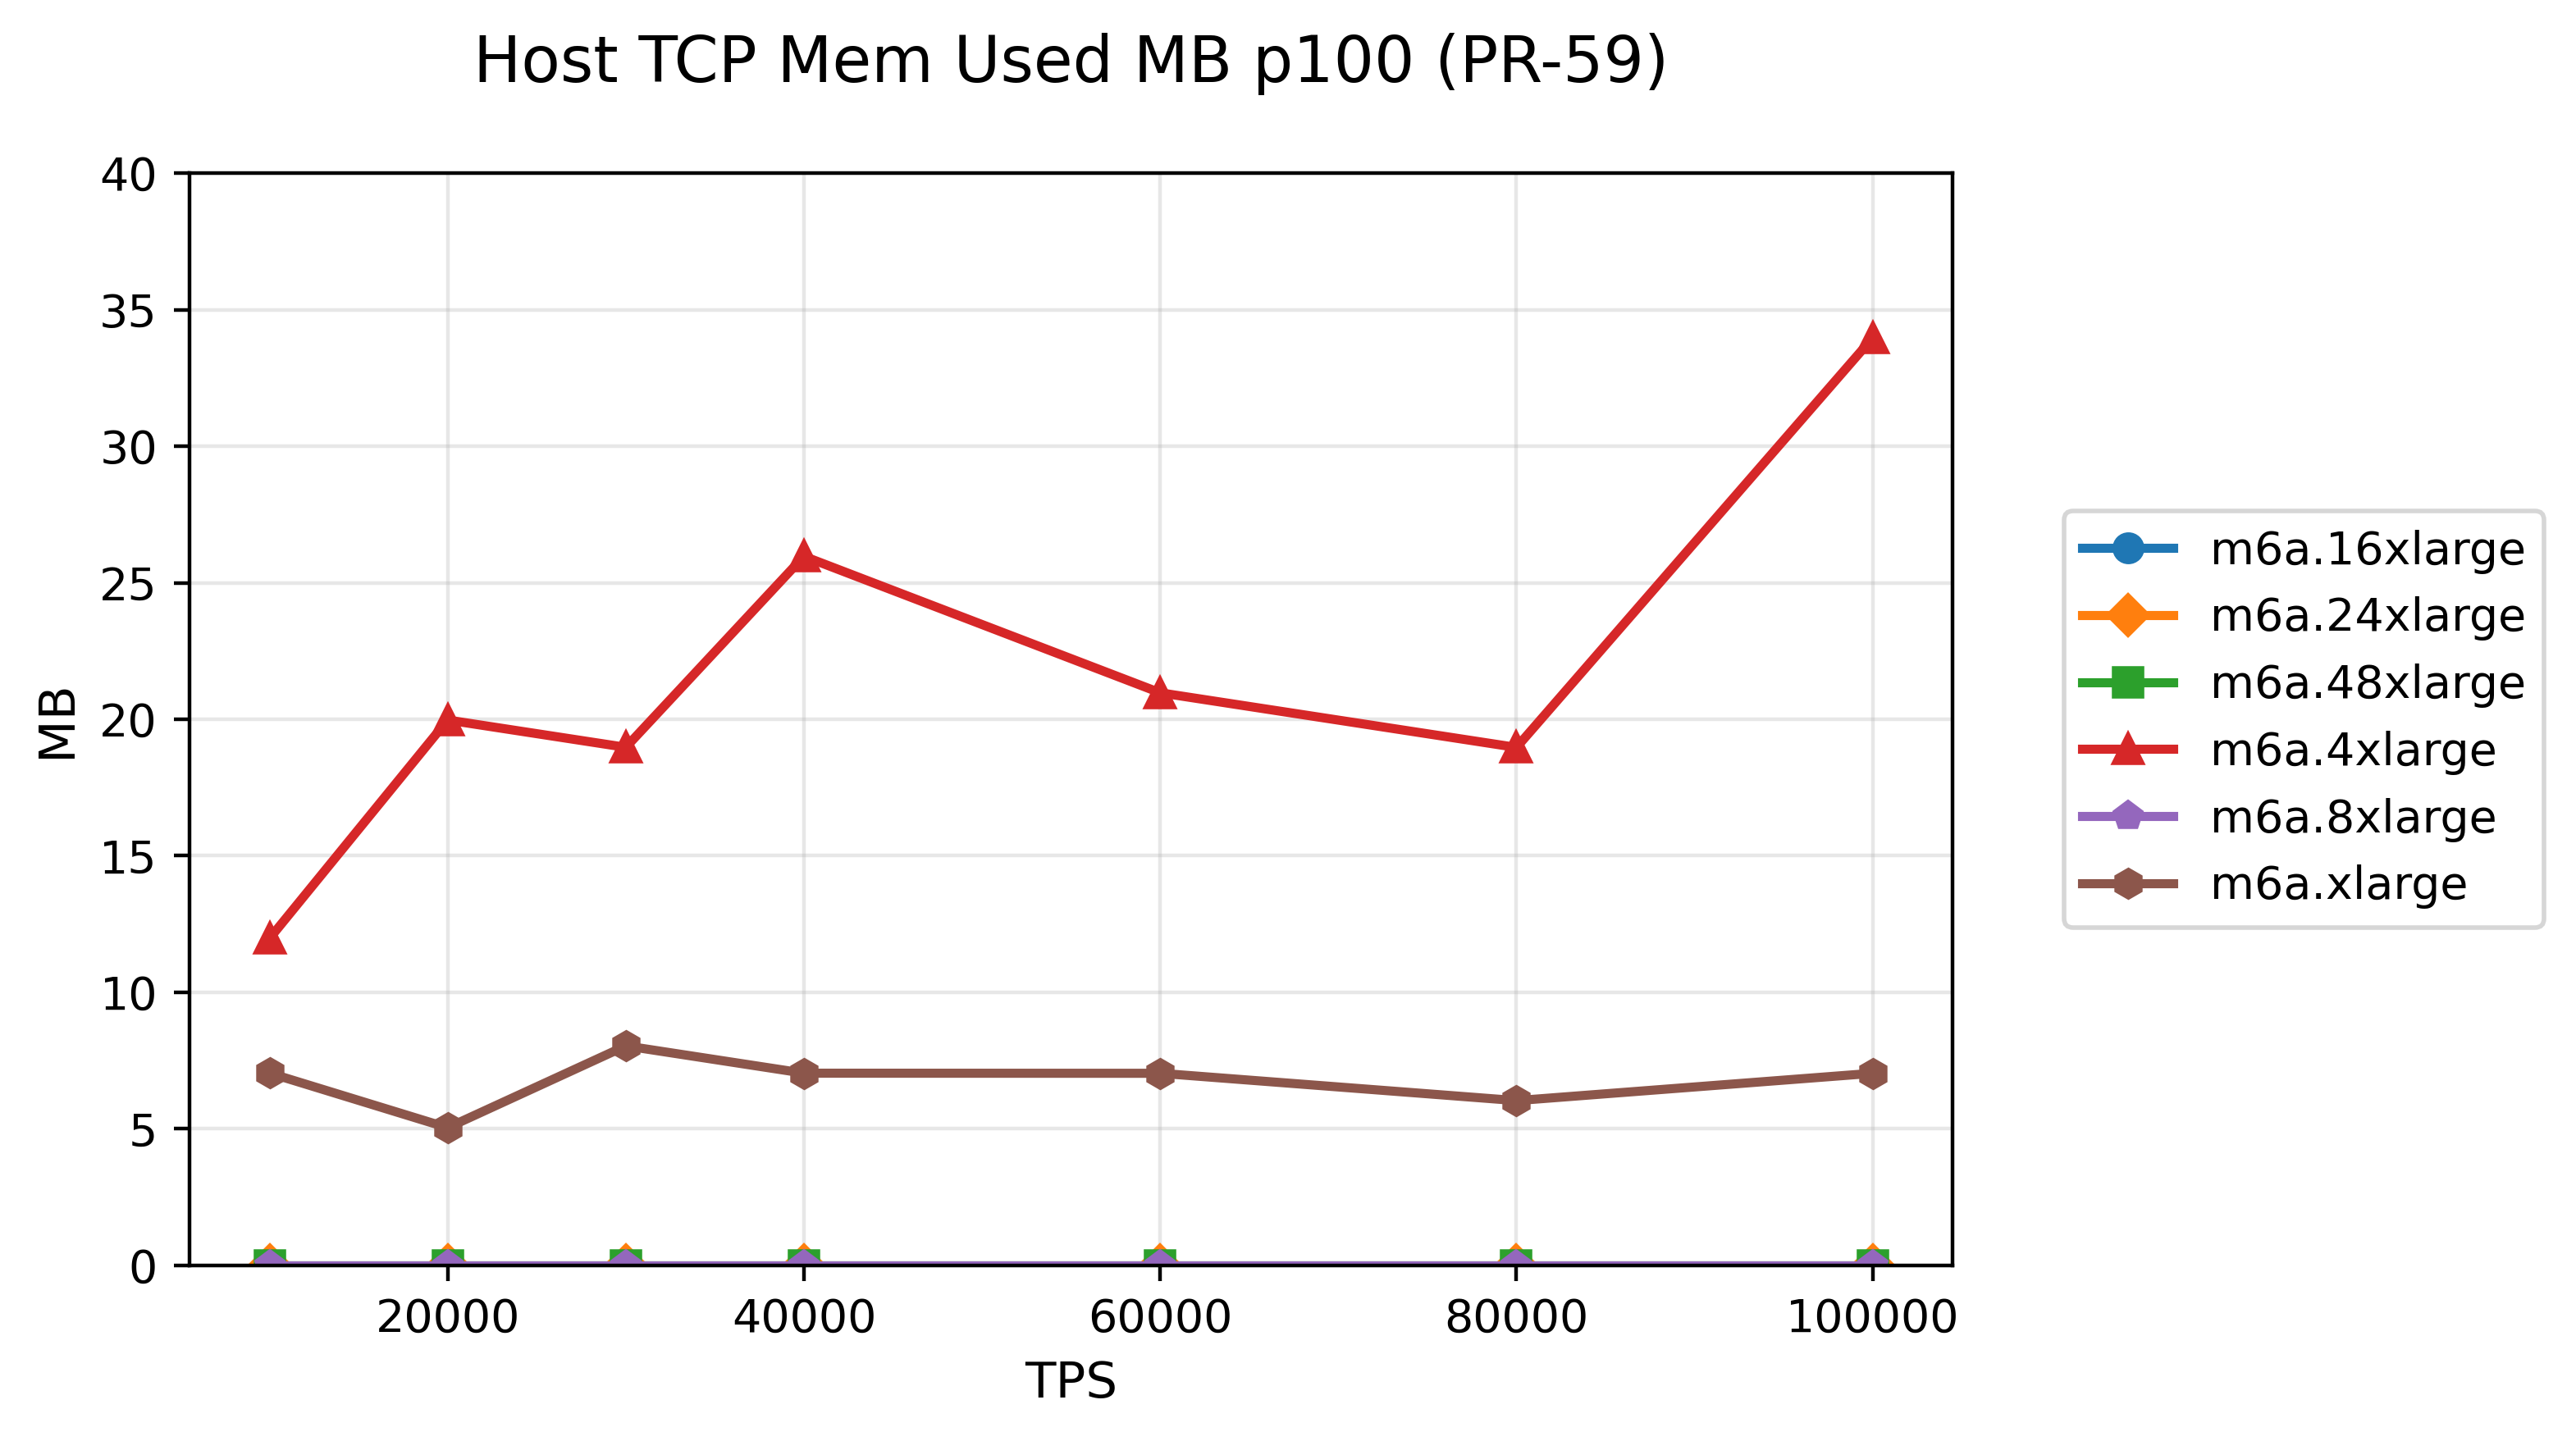 Host TCP Mem Used MB p100 (PR-59)
40
35
30
25
20
15
10
5
0
MB
20000 40000 60000 80000 100000
TPS
m6a.16xlarge
m6a.24xlarge
m6a.48xlarge
m6a.4xlarge
m6a.8xlarge
m6a.xlarge